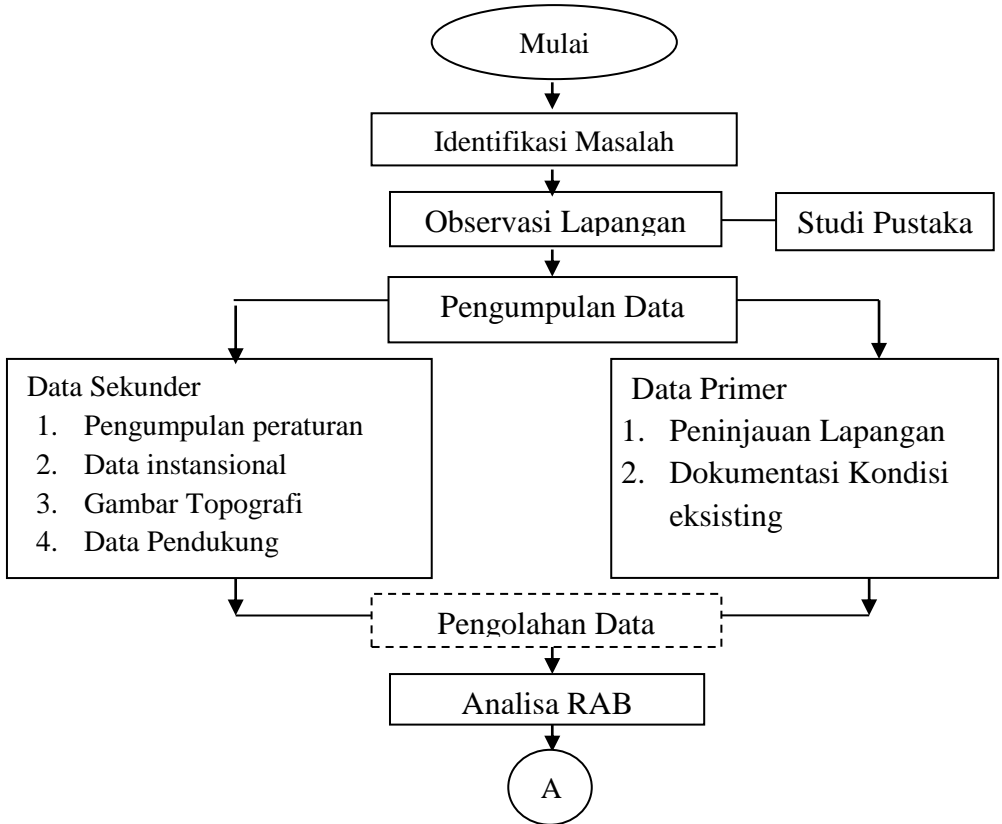 Mulai
Identifikasi Masalah
Observasi Lapangan
Studi Pustaka
Pengumpulan Data
Data Sekunder
1. Pengumpulan peraturan
2. Data instansional
3. Gambar Topografi
4. Data Pendukung
Data Primer
1. Peninjauan Lapangan
2. Dokumentasi Kondisi
eksisting
Pengolahan Data
Analisa RAB
A